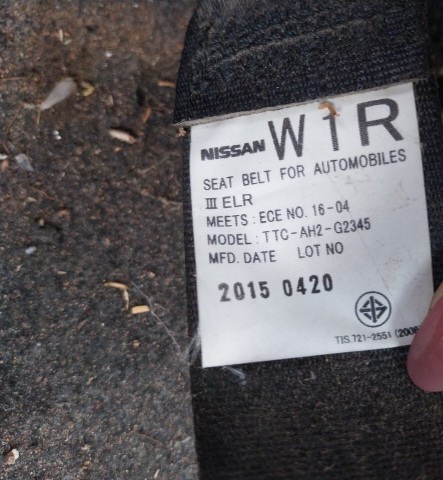 NISSAN W1R
SEAT BELT FOR AUTOMOBILES
III ELR
MEETS : ECE NO. 16-04
MODEL : TTC-AH2-G2345
MFD. DATE LOT NO
2015 0420
TIS.721-2551 (2008